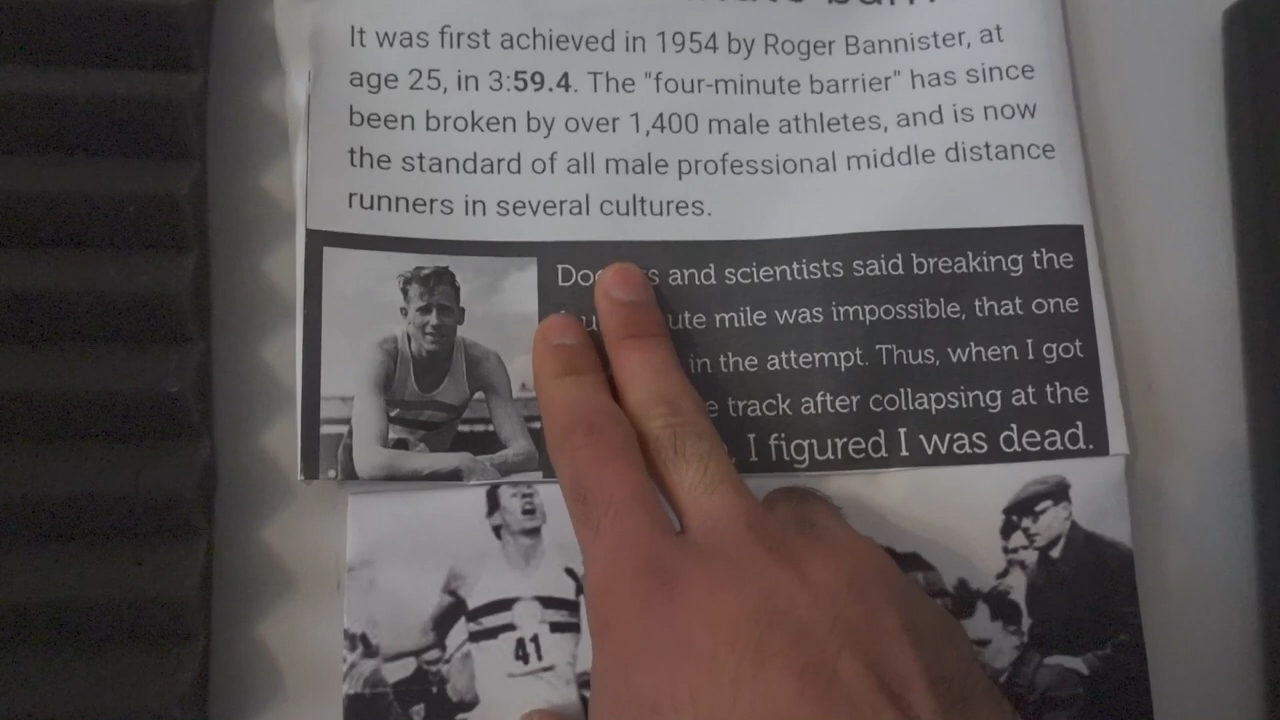 It was first achieved in 1954 by Roger Bannister, at
age 25, in 3:59.4. The "four-minute barrier" has since
been broken by over 1,400 male athletes, and is now
the standard of all male professional middle distance
runners in several cultures.
and scientists said breaking the
mile was impossible, that one
in the attempt. Thus, when I got
track after collapsing at the
, I figured I was dead.
41